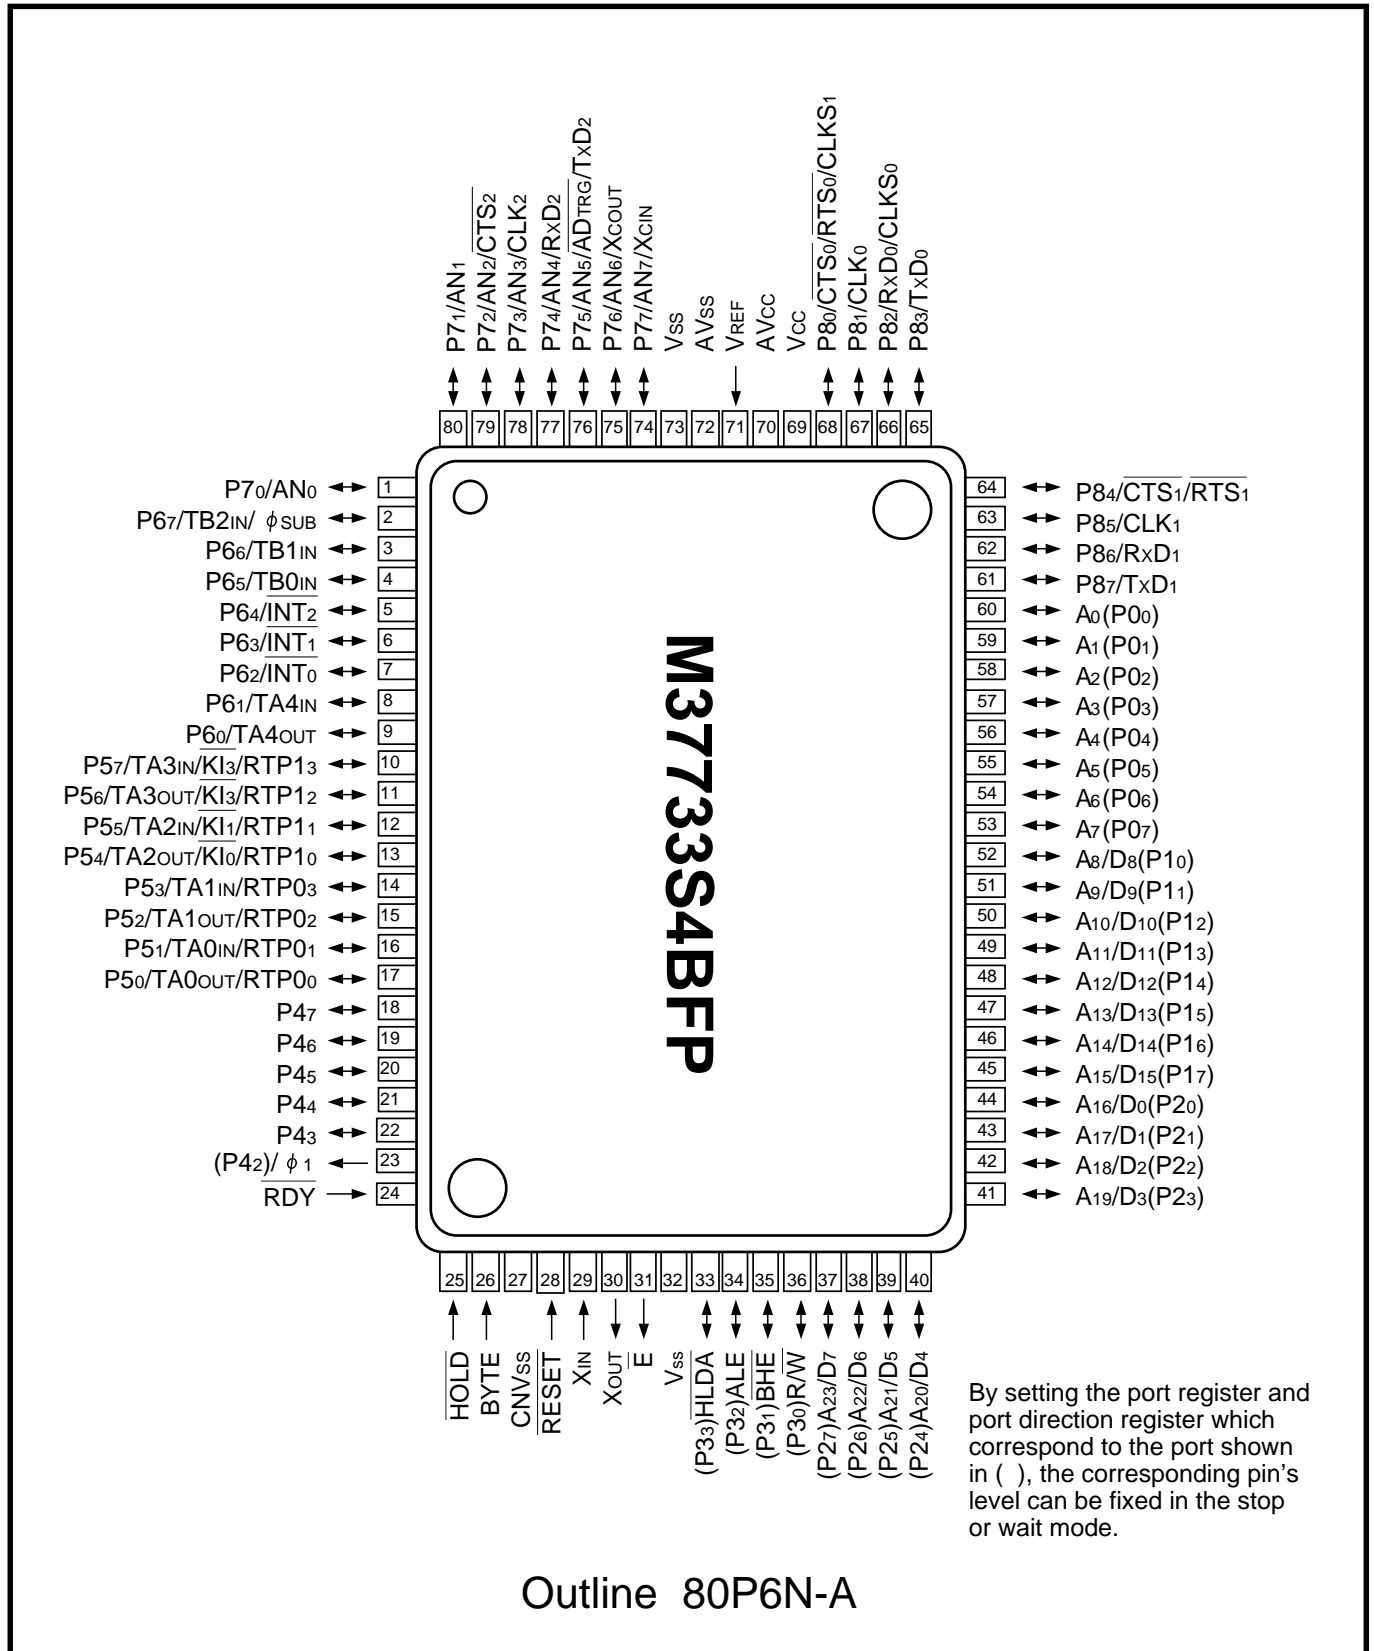 P71/AN1
P72/AN2/CTS2
P73/AN3/CLK2
P74/AN4/RxD2
P75/AN5/ADTRG/TxD2
P76/AN6/XCOUT
P77/AN7/XCIN
VSS
AVSS
VREF
AVCC
VCC
P80/CTS0/RTS0/CLKS1
P81/CLK0
P82/RxD0/CLKS0
P83/TxD0
80 79 78 77 76 75 74 73 72 71 70 69 68 67 66 65
P70/AN0 1
P67/TB2IN/ ϕSUB 2
P66/TB1IN 3
P65/TB0IN 4
P64/INT2 5
P63/INT1 6
P62/INT0 7
P61/TA4IN 8
P60/TA4OUT 9
P57/TA3IN/KI3/RTP13 10
P56/TA3OUT/KI3/RTP12 11
P55/TA2IN/KI1/RTP11 12
P54/TA2OUT/KI0/RTP10 13
P53/TA1IN/RTP03 14
P52/TA1OUT/RTP02 15
P51/TA0IN/RTP01 16
P50/TA0OUT/RTP00 17
P47 18
P46 19
P45 20
P44 21
P43 22
(P42)/ ϕ1 23
RDY 24
M37733S4BFP
64 P84/CTS1/RTS1
63 P85/CLK1
62 P86/RxD1
61 P87/TxD1
60 A0(P00)
59 A1(P01)
58 A2(P02)
57 A3(P03)
56 A4(P04)
55 A5(P05)
54 A6(P06)
53 A7(P07)
52 A8/D8(P10)
51 A9/D9(P11)
50 A10/D10(P12)
49 A11/D11(P13)
48 A12/D12(P14)
47 A13/D13(P15)
46 A14/D14(P16)
45 A15/D15(P17)
44 A16/D0(P20)
43 A17/D1(P21)
42 A18/D2(P22)
41 A19/D3(P23)
25 26 27 28 29 30 31 32 33 34 35 36 37 38 39 40
HOLD
BYTE
CNVSS
RESET
XIN
XOUT
E
Vss
(P33)HLDA
(P32)ALE
(P31)BHE
(P30)R/W
(P27)A23/D7
(P26)A22/D6
(P25)A21/D5
(P24)A20/D4
By setting the port register and
port direction register which
correspond to the port shown
in ( ), the corresponding pin’s
level can be fixed in the stop
or wait mode.
Outline 80P6N-A